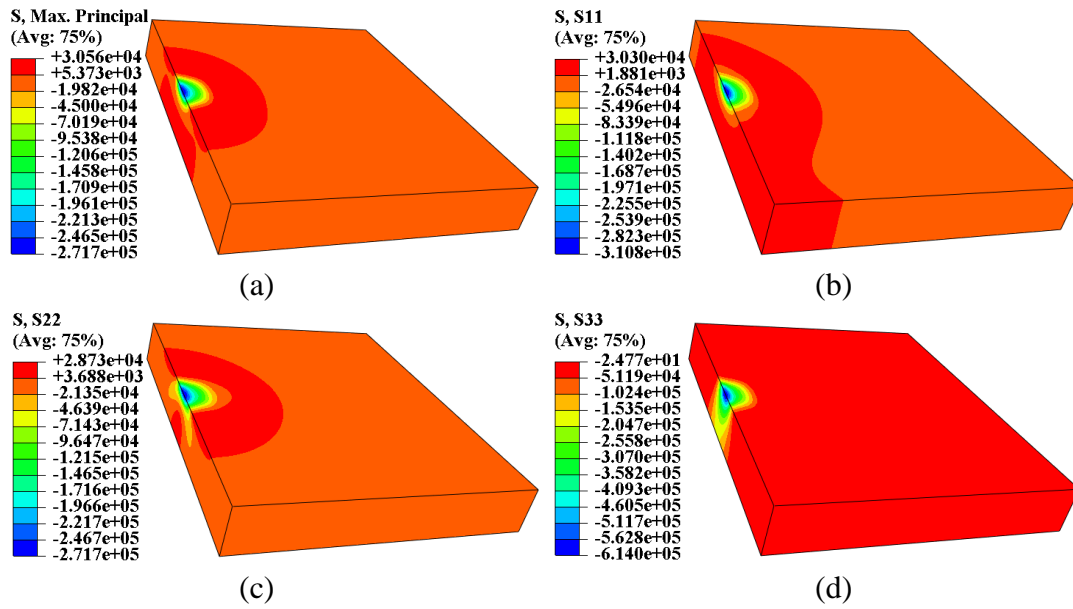 S, Max. Principal
(Avg: 75%)
+3.056e+04
+5.373e+03
-1.982e+04
-4.500e+04
-7.019e+04
-9.538e+04
-1.206e+05
-1.458e+05
-1.709e+05
-1.961e+05
-2.213e+05
-2.465e+05
-2.717e+05
(a)
S, S11
(Avg: 75%)
+3.030e+04
+1.881e+03
-2.654e+04
-5.496e+04
-8.339e+04
-1.118e+05
-1.402e+05
-1.687e+05
-1.971e+05
-2.255e+05
-2.539e+05
-2.823e+05
-3.108e+05
(b)
S, S22
(Avg: 75%)
+2.873e+04
+3.688e+03
-2.135e+04
-4.639e+04
-7.143e+04
-9.647e+04
-1.215e+05
-1.465e+05
-1.716e+05
-1.966e+05
-2.217e+05
-2.467e+05
-2.717e+05
(c)
S, S33
(Avg: 75%)
-2.477e+01
-5.119e+04
-1.024e+05
-1.535e+05
-2.047e+05
-2.558e+05
-3.070e+05
-3.582e+05
-4.093e+05
-4.605e+05
-5.117e+05
-5.628e+05
-6.140e+05
(d)